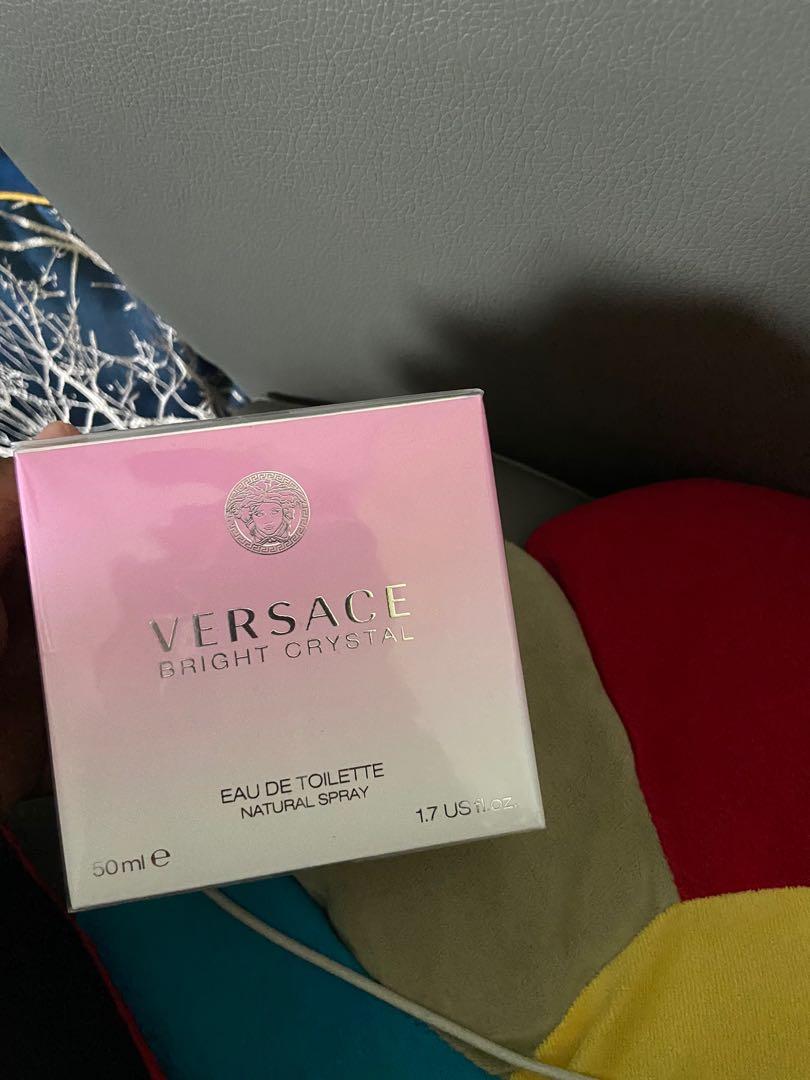 VERSACE
BRIGHT CRYSTAL
EAU DE TOILETTE
NATURAL SPRAY
50ml e 1.7 US fl.oz.